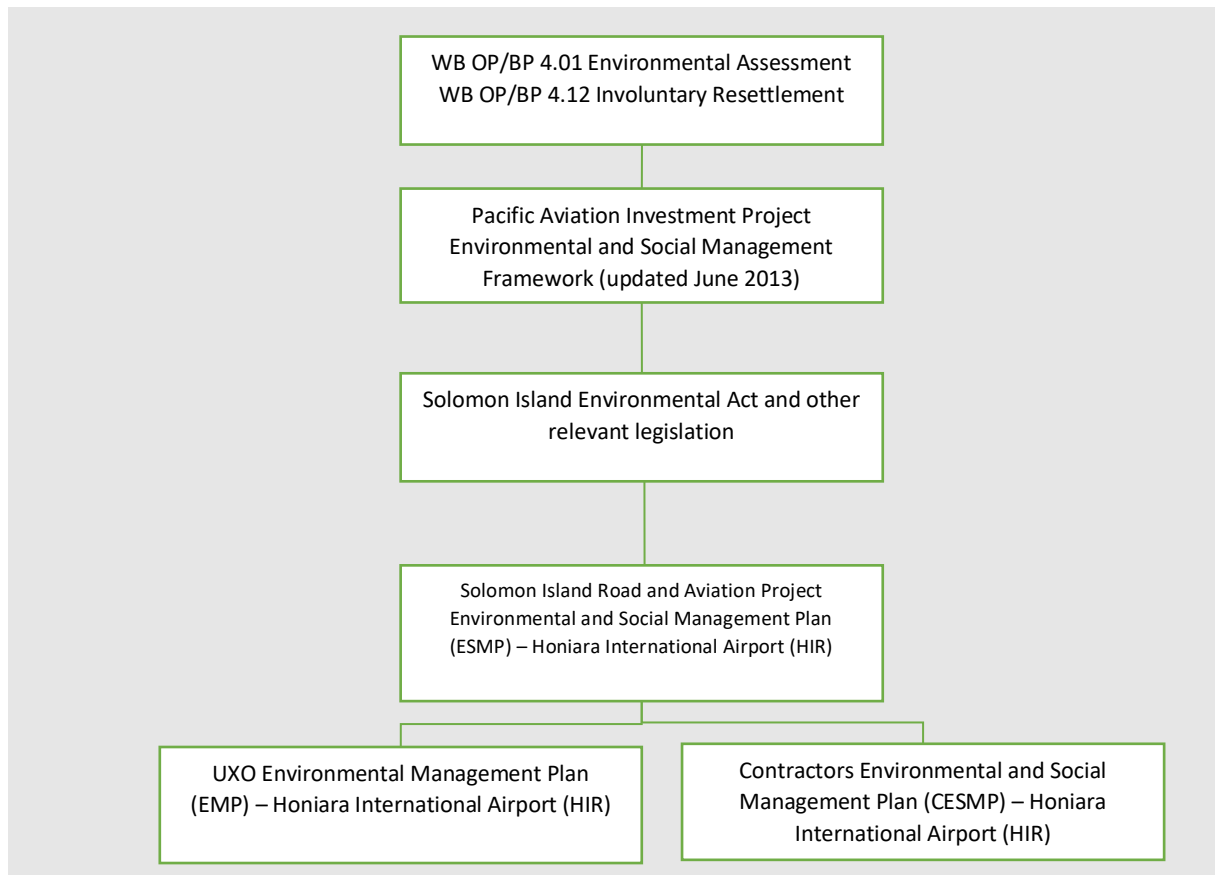 WB OP/BP 4.01 Environmental Assessment
WB OP/BP 4.12 Involuntary Resettlement
Pacific Aviation Investment Project
Environmental and Social Management
Framework (updated June 2013)
Solomon Island Environmental Act and other
relevant legislation
Solomon Island Road and Aviation Project
Environmental and Social Management Plan
(ESMP) – Honiara International Airport (HIR)
UXO Environmental Management Plan
(EMP) – Honiara International Airport (HIR)
Contractors Environmental and Social
Management Plan (CESMP) – Honiara
International Airport (HIR)